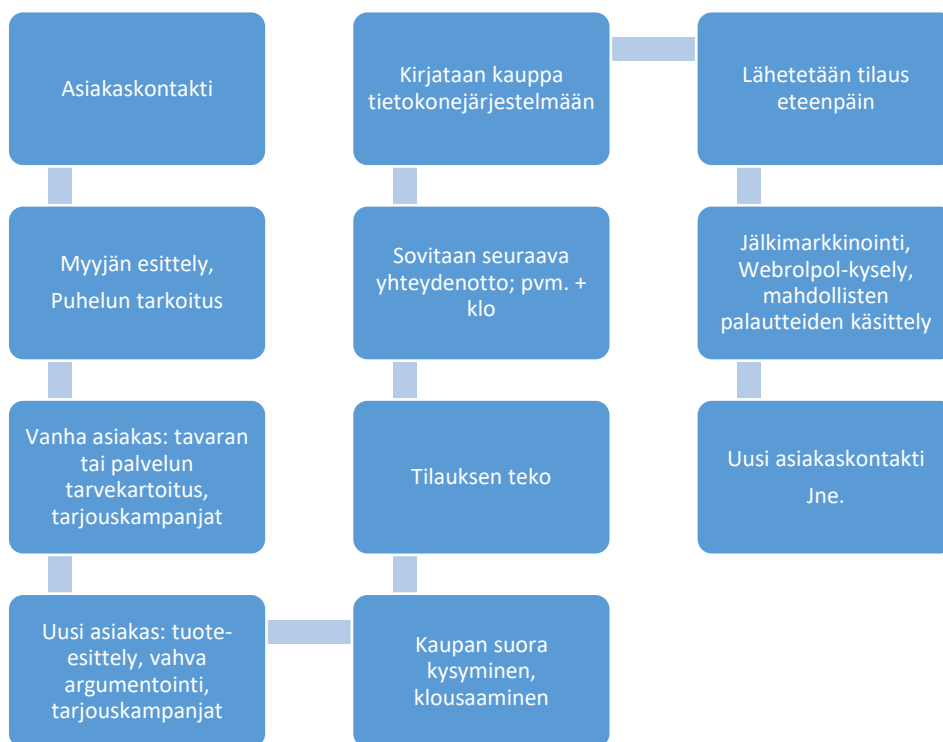 Asiakaskontakti
Myyjän esittely,
Puhelun tarkoitus
Vanha asiakas: tavaran
tai palvelun
tarvekartoitus,
tarjouskampanjat
Uusi asiakas: tuote-
esittely, vahva
argumentointi,
tarjouskampanjat
Kaupan suora
kysyminen,
klousaaminen
Tilauksen teko
Sovitaan seuraava
yhteydenotto; pvm. +
klo
Kirjataan kauppa
tietokonejärjestelmään
Lähetetään tilaus
eteenpäin
Jälkimarkkinointi,
Webrolpol-kysely,
mahdollisten
palautteiden käsittely
Uusi asiakaskontakti
Jne.